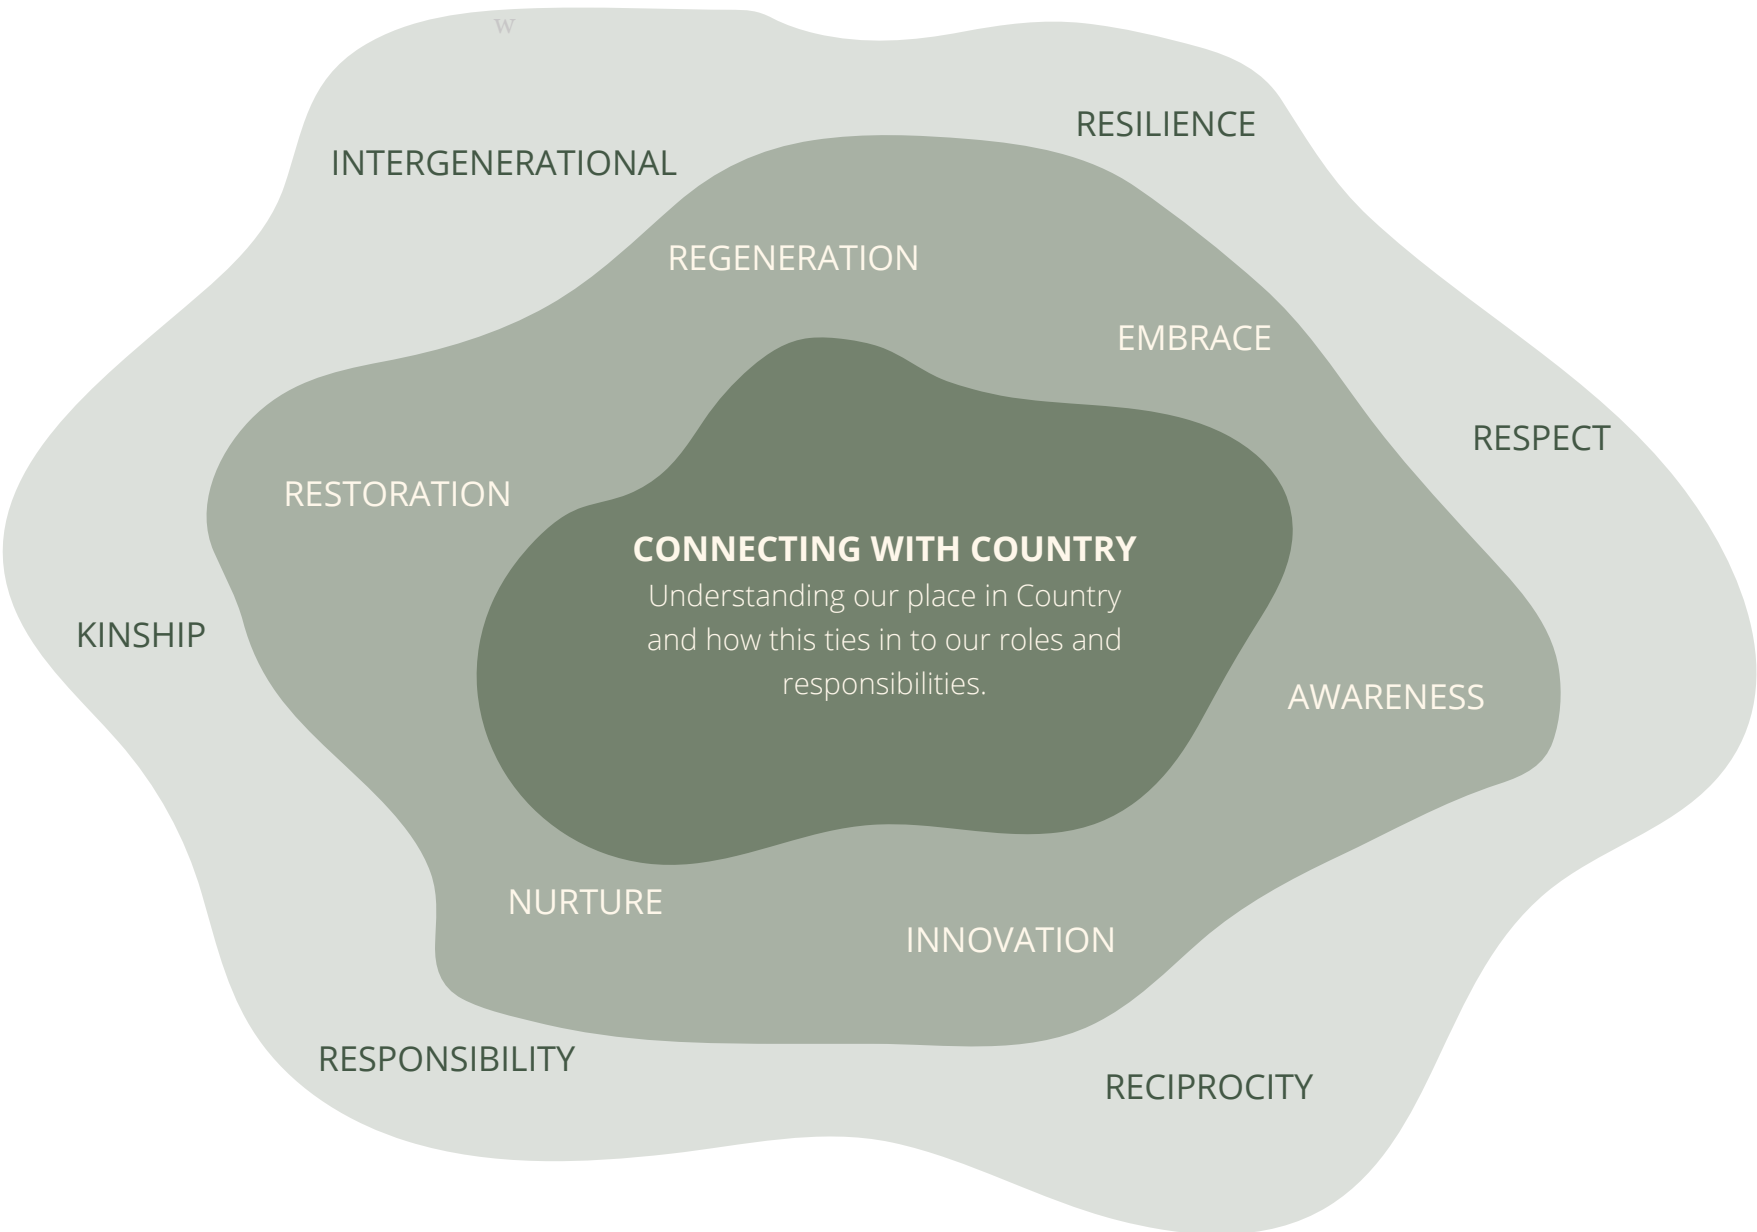 w
RESILIENCE
INTERGENERATIONAL
REGENERATION
EMBRACE
RESPECT
RESTORATION
CONNECTING WITH COUNTRY
Understanding our place in Country
and how this ties in to our roles and
responsibilities.
KINSHIP
AWARENESS
NURTURE
INNOVATION
RESPONSIBILITY
RECIPROCITY